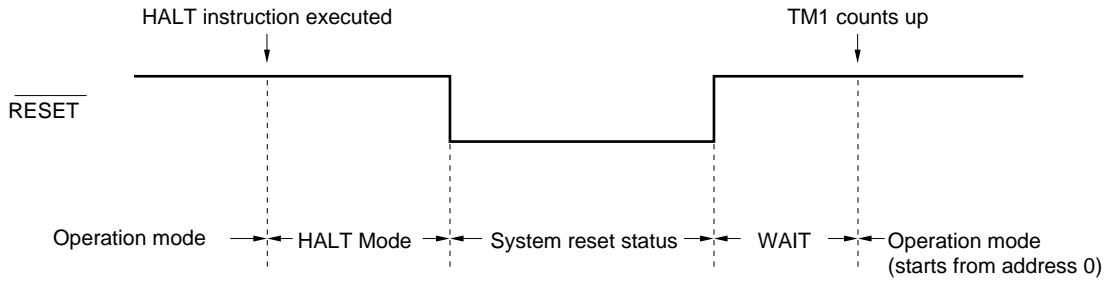 HALT instruction executed
TM1 counts up
RESET
Operation mode
HALT Mode
System reset status
WAIT
Operation mode
(starts from address 0)